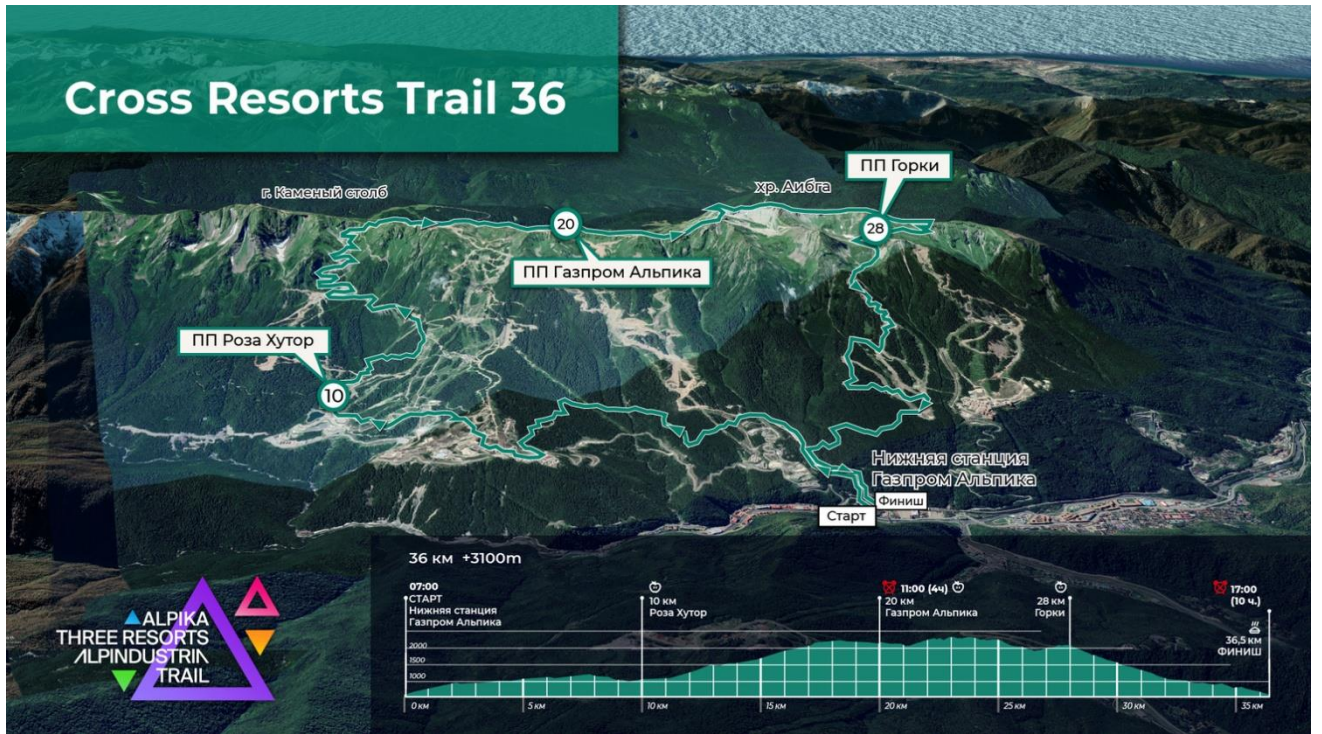 Cross Resorts Trail 36
г. Каменый столб
хр. Аибга
ПП Горки
20
28
ПП Газпром Альпика
ПП Роза Хутор
10
Нижняя станция
Газпром Альпика
Финиш
Старт
36 км +3100m
07:00
СТАРТ
Нижняя станция
Газпром Альпика
10 км
Роза Хутор
11:00 (4ч)
20 км
Газпром Альпика
28 км
Горки
17:00
(10 ч.)
36,5 км
ФИНИШ
2000
1500
1000
0 км
5 км
10 км
15 км
20 км
25 км
30 км
35 км
ALPIKA
THREE RESORTS
ALPINDUSTRIA
TRAIL